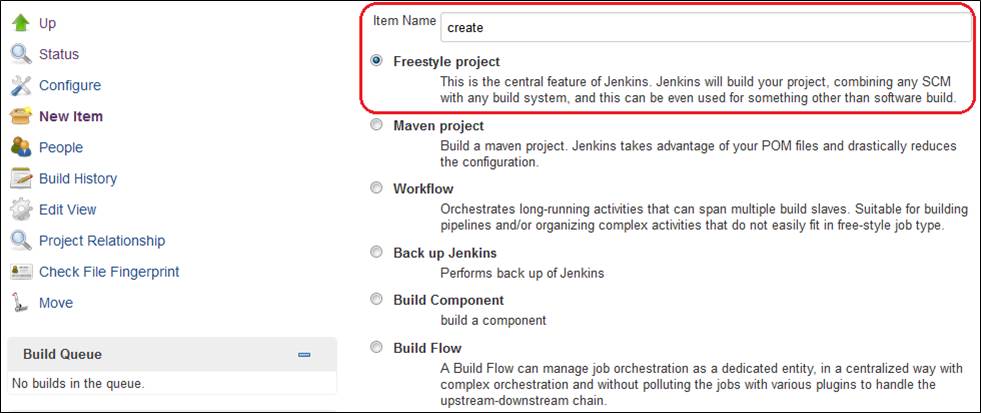 Up
Status
Configure
New Item
People
Build History
Edit View
Project Relationship
Check File Fingerprint
Move
Build Queue
No builds in the queue.
Item Name create
Freestyle project
This is the central feature of Jenkins. Jenkins will build your project, combining any SCM
with any build system, and this can be even used for something other than software build.
Maven project
Build a maven project. Jenkins takes advantage of your POM files and drastically reduces
the configuration.
Workflow
Orchestrates long-running activities that can span multiple build slaves. Suitable for building
pipelines and/or organizing complex activities that do not easily fit in free-style job type.
Back up Jenkins
Performs back up of Jenkins
Build Component
build a component
Build Flow
A Build Flow can manage job orchestration as a dedicated entity, in a centralized way with
complex orchestration and without polluting the jobs with various plugins to handle the
upstream-downstream chain.